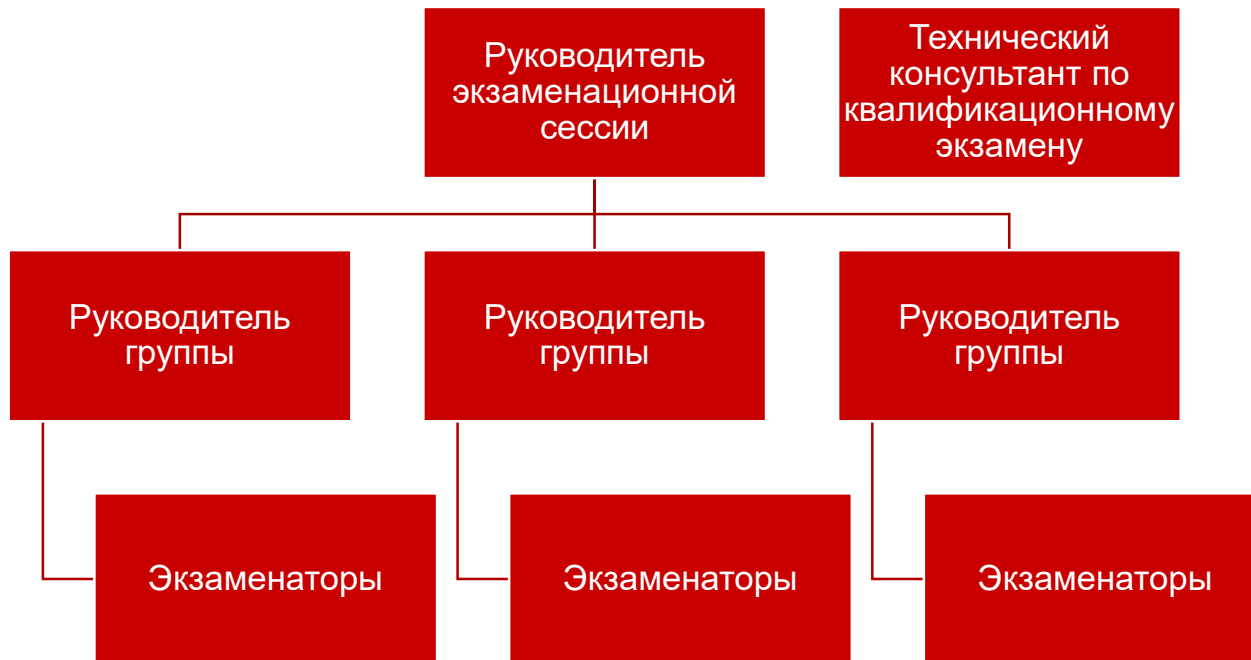 Руководитель
экзаменационной
сессии
Технический
консультант по
квалификационному
экзамену
Руководитель
группы
Руководитель
группы
Руководитель
группы
Экзаменаторы
Экзаменаторы
Экзаменаторы